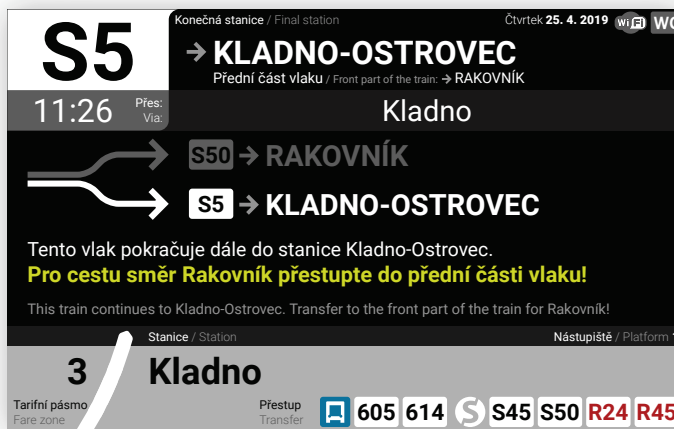 S5
Konečná stanice / Final station
Čtvrtek 25. 4. 2019 WiFi WC
→ KLADNO-OSTROVEC
Přední část vlaku / Front part of the train: → RAKOVNÍK
11:26 Přes: Kladno
Via:
S50 → RAKOVNÍK
S5 → KLADNO-OSTROVEC
Tento vlak pokračuje dále do stanice Kladno-Ostrovec.
Pro cestu směr Rakovník přestupte do přední části vlaku!
This train continues to Kladno-Ostrovec. Transfer to the front part of the train for Rakovník!
Stanice / Station Nástupiště / Platform
3 Kladno
Tarifní pásmo
Fare zone
Přestup
Transfer
605 614 S S45 S50 R24 R45